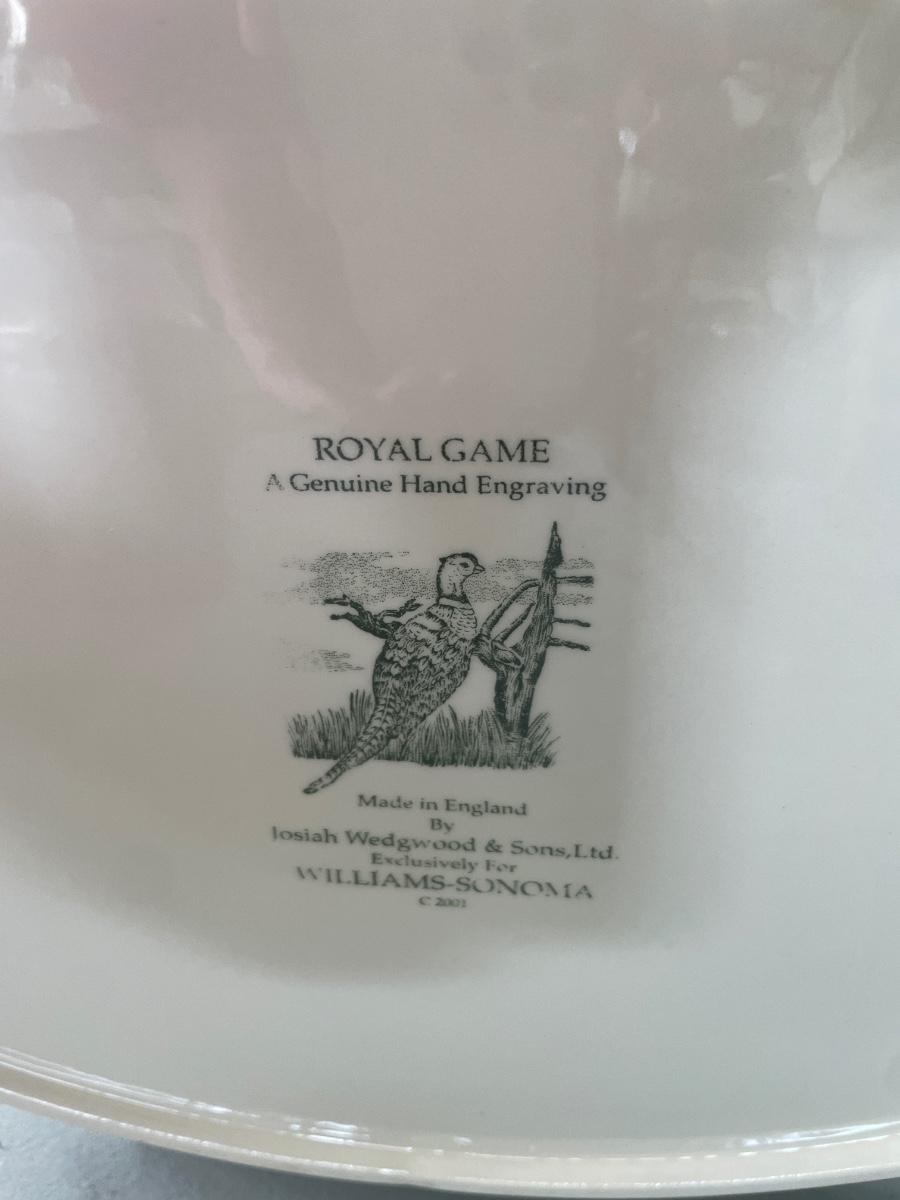 ROYAL GAME
A Genuine Hand Engraving
Made in England
By
Josiah Wedgwood & Sons,Ltd.
Exclusively For
WILLIAMS-SONOMA
C 2001